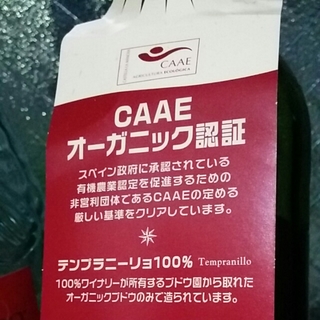 CAAE
AGRICULTURA ECOLÓGICA
CAAE
オーガニック認証
スペイン政府に承認されている
有機農業認定を促進するための
非営利団体であるCAAEの定める
厳しい基準をクリアしています。
テンプラニーリョ100% Tempranillo
100%ワイナリーが所有するブドウ園から取れた
オーガニックブドウのみで造られています。